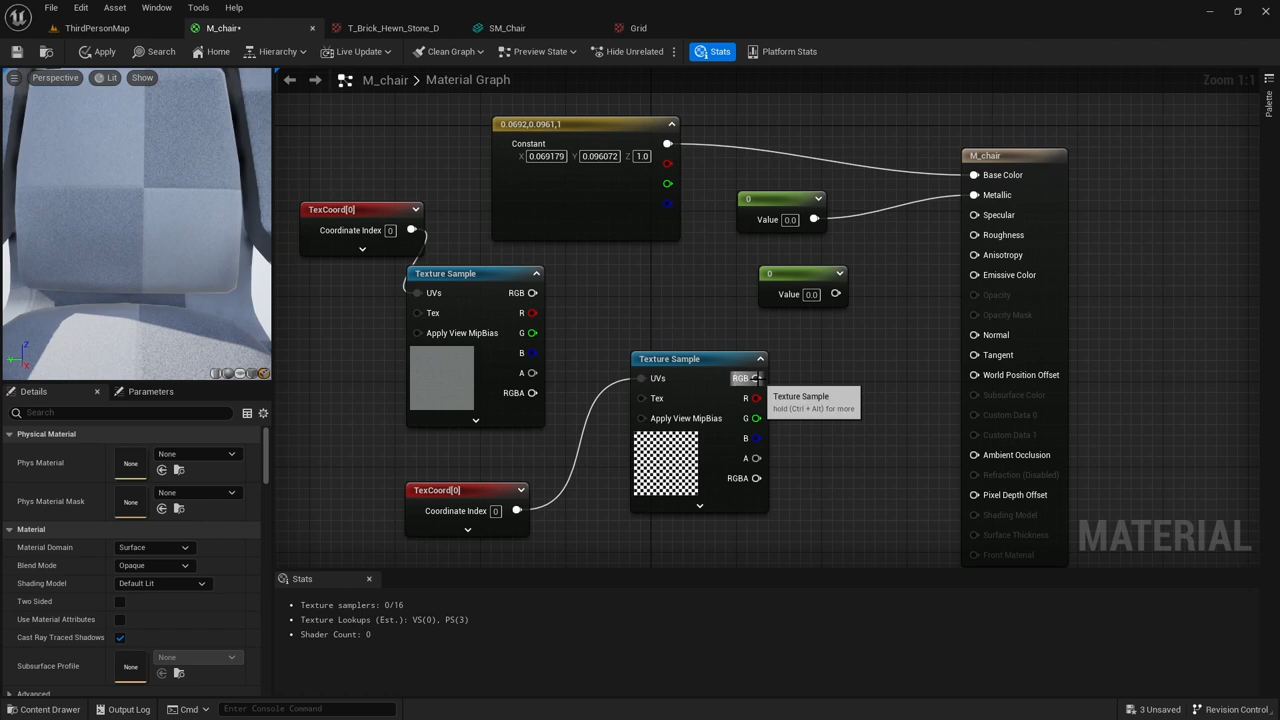 File Edit Asset Window Tools Help
ThirdPersonMap M_chair• T_Brick_Hewn_Stone_D SM_Chair Grid
Apply Search Home Hierarchy Live Update Clean Graph Preview State Hide Unrelated Stats Platform Stats
Perspective Lit Show
M_chair > Material Graph
Zoom 1:1
Palette
0.0692,0.0961,1
Constant
X 0.069179 Y 0.096072 Z 1.0
TexCoord[0]
Coordinate Index 0
0
Value 0.0
0
Value 0.0
Texture Sample
UVs RGB
Tex R
Apply View MipBias G
B
A
RGBA
Texture Sample
UVs RGB
Tex R
Apply View MipBias G
B
A
RGBA
Texture Sample
hold (Ctrl + Alt) for more
TexCoord[0]
Coordinate Index 0
M_chair
Base Color
Metallic
Specular
Roughness
Anisotropy
Emissive Color
Opacity
Opacity Mask
Normal
Tangent
World Position Offset
Subsurface Color
Custom Data 0
Custom Data 1
Ambient Occlusion
Refraction (Disabled)
Pixel Depth Offset
Shading Model
Surface Thickness
Front Material
MATERIAL
Z
Y
X
Details Parameters
Search
Physical Material
Phys Material None None
Phys Material Mask None None
Material
Material Domain Surface
Blend Mode Opaque
Shading Model Default Lit
Two Sided
Use Material Attributes
Cast Ray Traced Shadows
Subsurface Profile None None
Advanced
Stats
Texture samplers: 0/16
Texture Lookups (Est.): VS(0), PS(3)
Shader Count: 0
Content Drawer Output Log Cmd Enter Console Command 3 Unsaved Revision Control